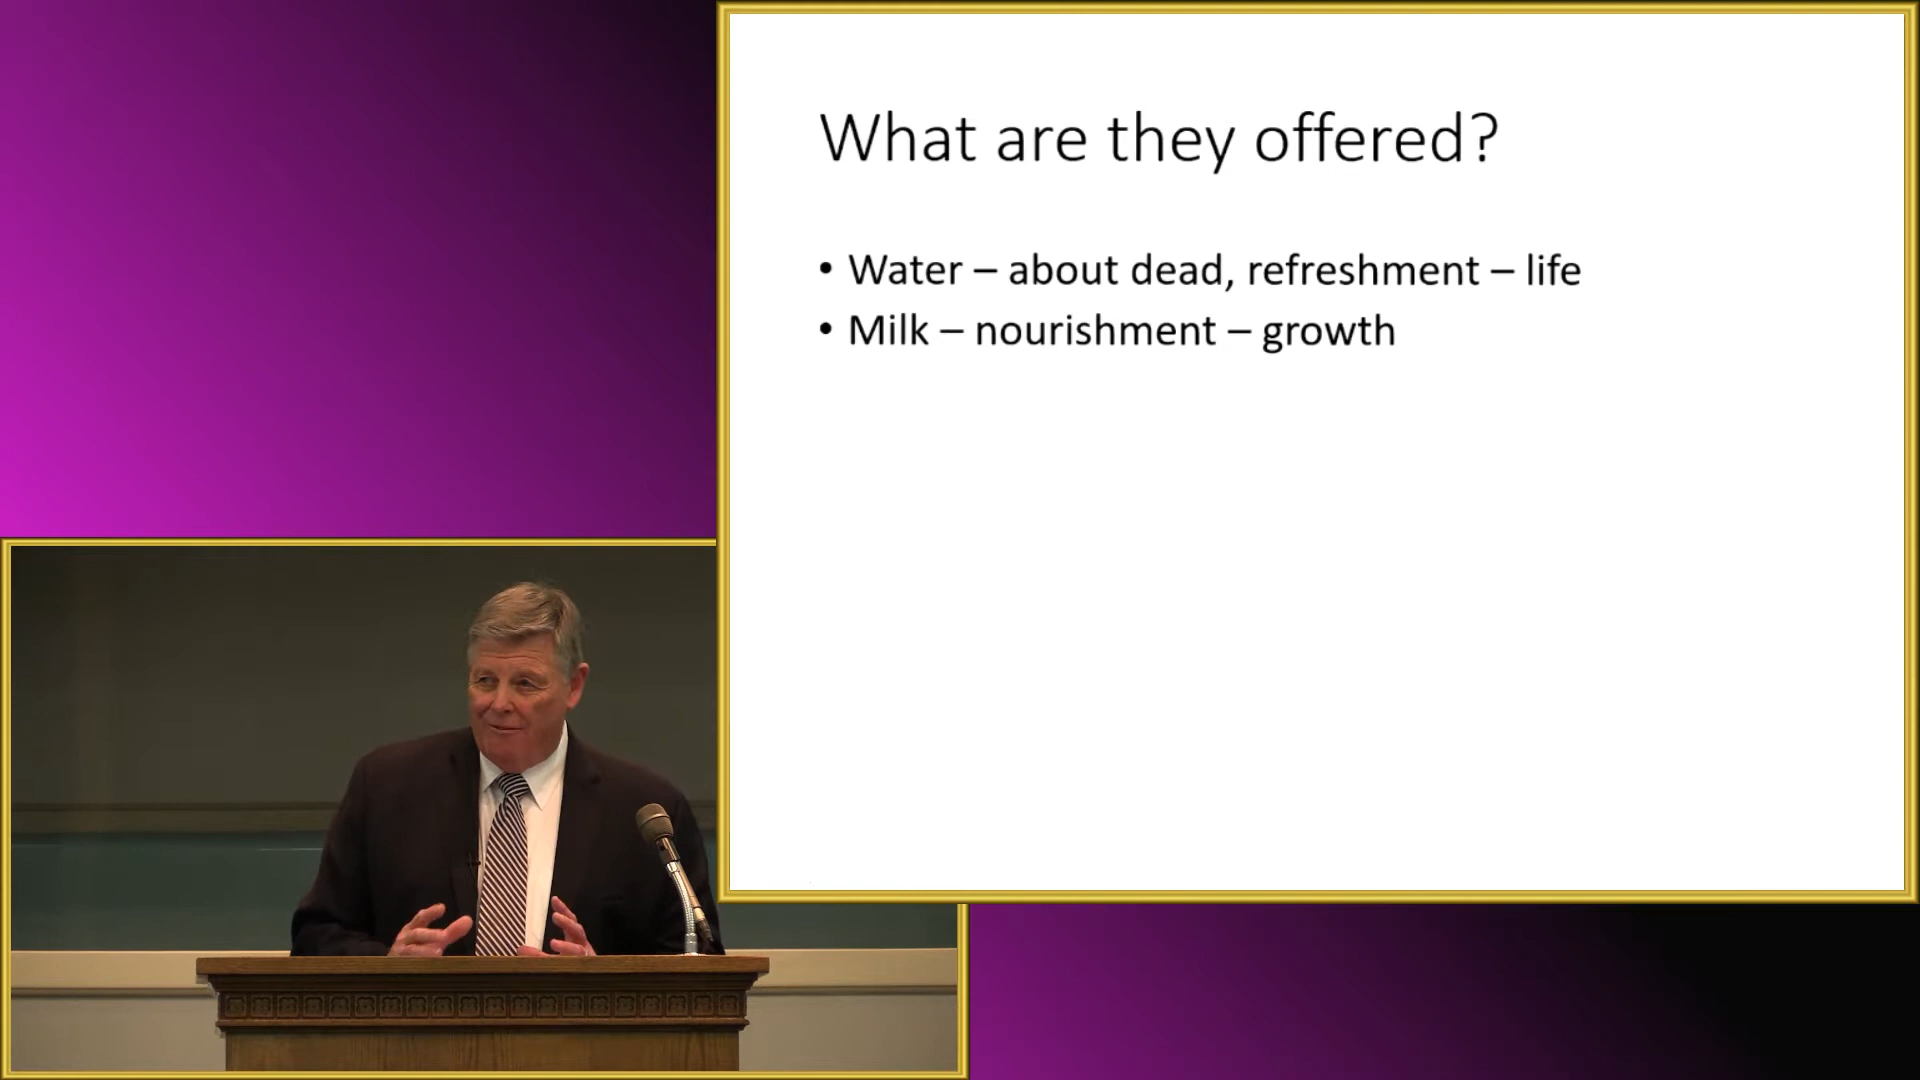 What are they offered?
• Water – about dead, refreshment – life
• Milk – nourishment – growth